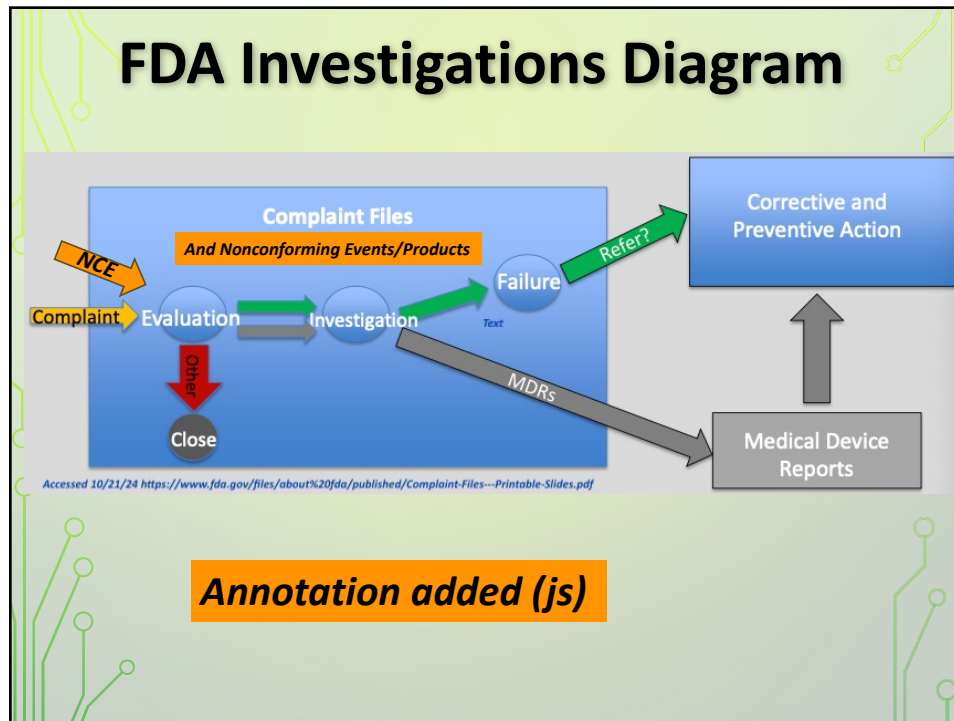 FDA Investigations Diagram
Complaint Files
And Nonconforming Events/Products
NCE
Complaint
Evaluation
Investigation
Text
Failure
Refer?
Corrective and
Preventive Action
Other
Close
MDRs
Medical Device
Reports
Accessed 10/21/24 https://www.fda.gov/files/about%20fda/published/Complaint-Files---Printable-Slides.pdf
Annotation added (js)